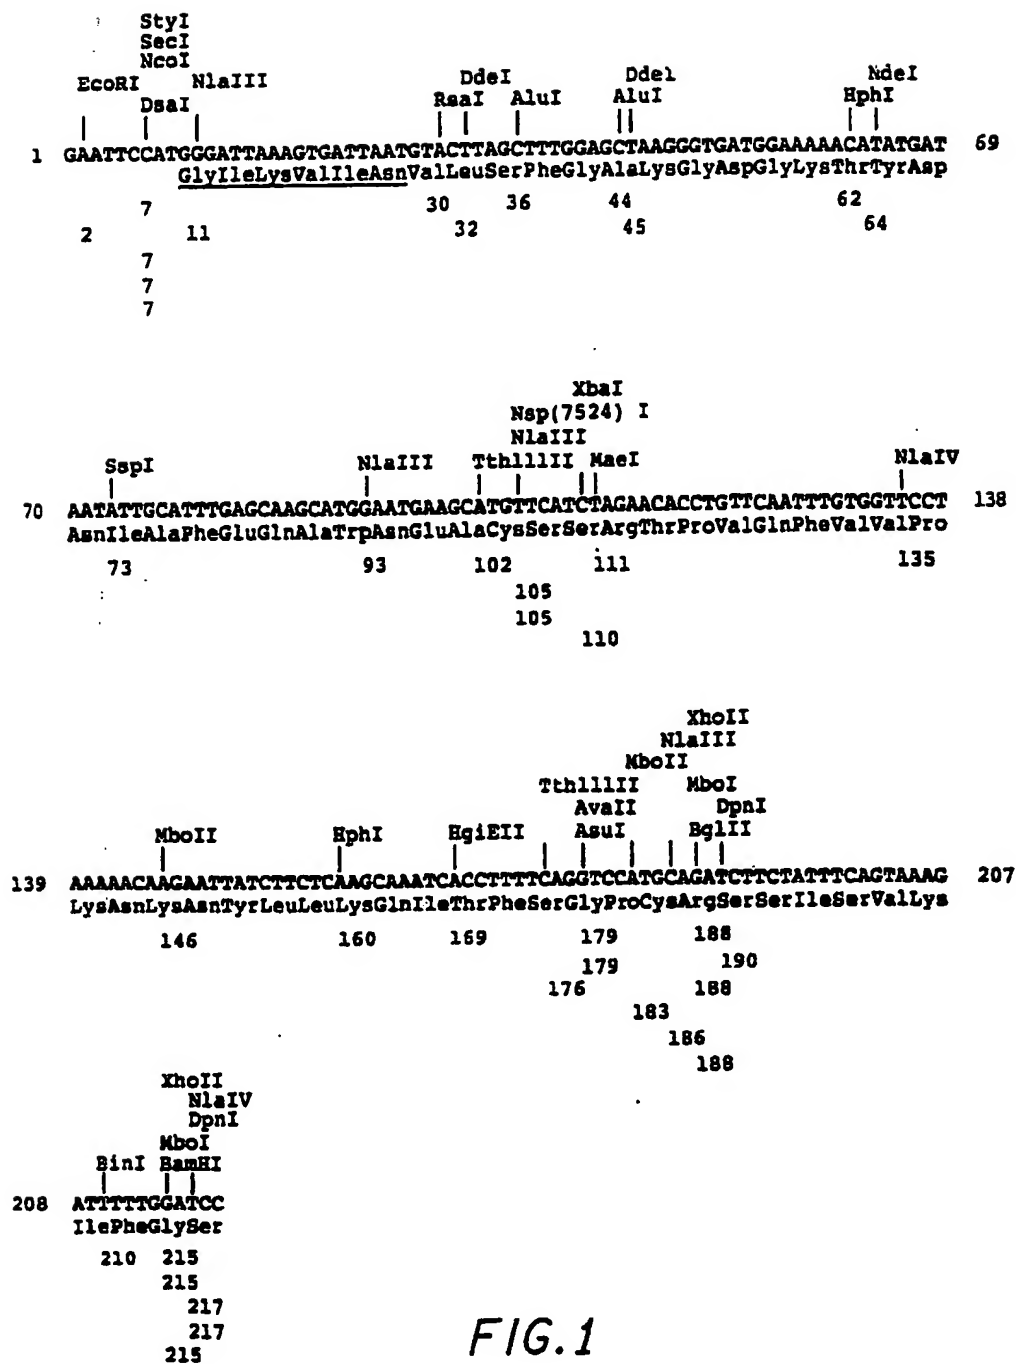 StyI
SecI
NcoI
EcoRI NlaIII
DsaI
DdeI DdeI NdeI
RsaI AluI AluI HphI
1 GAATTCCATGGGATTAAAGTGATTAATGTACTTAGCTTTGGAGCTAAGGGTGATGGAAAAACATATGAT 69
GlyIleLysValIleAsnValLeuSerPheGlyAlaLysGlyAspGlyLysThrTyrAsp
7 30 36 44 62
2 11 32 45 64
7
7
7
XbaI
Nsp(7524) I
NlaIII
SspI NlaIII Tth111II MaeI NlaIV
70 AATATTGCATTTGAGCAAGCATGGAATGAAGCATGTTCATCTAGAACACCTGTTCAATTTGTGGTTCCT 138
AsnIleAlaPheGluGlnAlaTrpAsnGluAlaCysSerSerArgThrProValGlnPheValValPro
73 93 102 111 135
105
105
110
XhoII
NlaIII
MboII
Tth111II MboI
AvaII DpnI
MboII HphI HgiEII AsuI BglII
139 AAAAACAAGAATTATCTTCTCAAGCAAATCACCTTTTCAGGTCCATGCAGATCTTCTATTTCAGTAAAG 207
LysAsnLysAsnTyrLeuLeuLysGlnIleThrPheSerGlyProCysArgSerSerIleSerValLys
146 160 169 179 188
179 190
176 188
183
186
188
XhoII
NlaIV
DpnI
MboI
BinI BamHI
208 ATTTTTGGATCC
IlePheGlySer
210 215
215
217
217
215
FIG.1